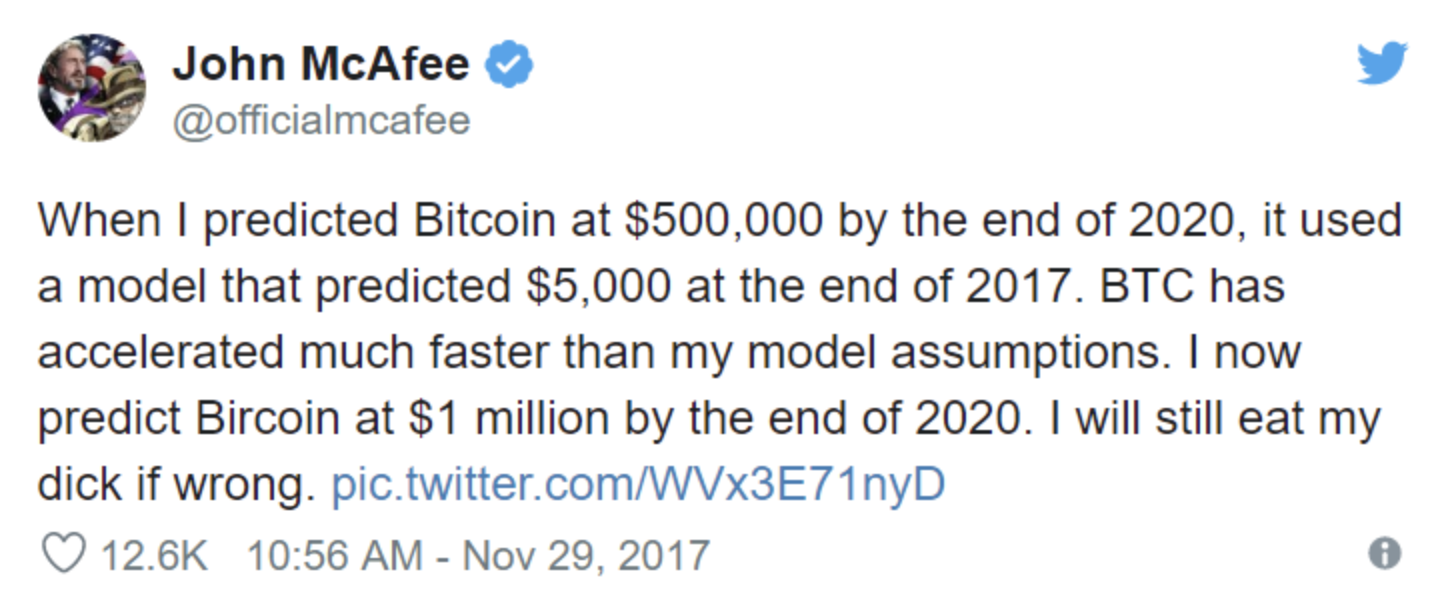 John McAfee
@officialmcafee
When I predicted Bitcoin at $500,000 by the end of 2020, it used
a model that predicted $5,000 at the end of 2017. BTC has
accelerated much faster than my model assumptions. I now
predict Bircoin at $1 million by the end of 2020. I will still eat my
dick if wrong. pic.twitter.com/WVx3E71nyD
12.6K 10:56 AM - Nov 29, 2017